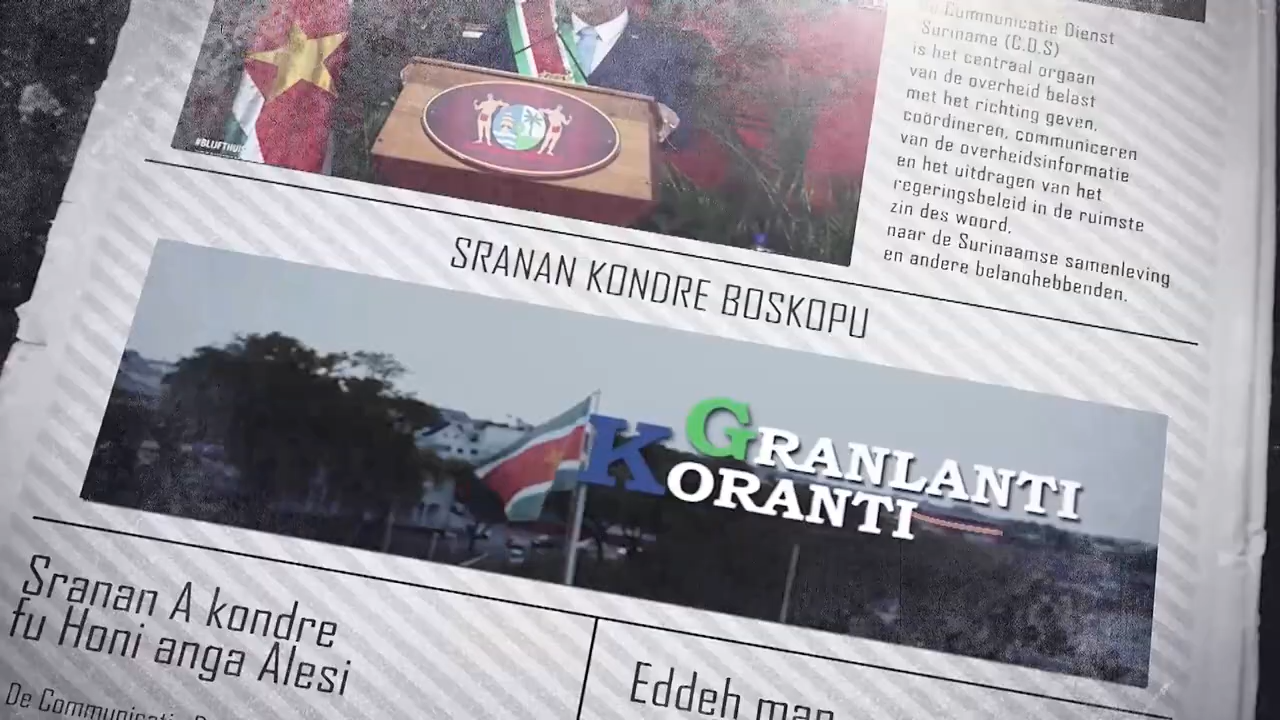 #BLUFTHUIS
Communicatie Dienst
Suriname (C.D.S)
is het centraal orgaan
van de overheid belast
met het richting geven,
coördineren, communiceren
van de overheidsinformatie
en het uitdragen van het
regeringsbeleid in de ruimste
zin des woord,
naar de Surinaamse samenleving
en andere belanghebbenden.
SRANAN KONDRE BOSKOPU
GRANLANTI
KORANTI
Sranan A kondre
fu Honi anga Alesi
De Communicatie
Eddeh man